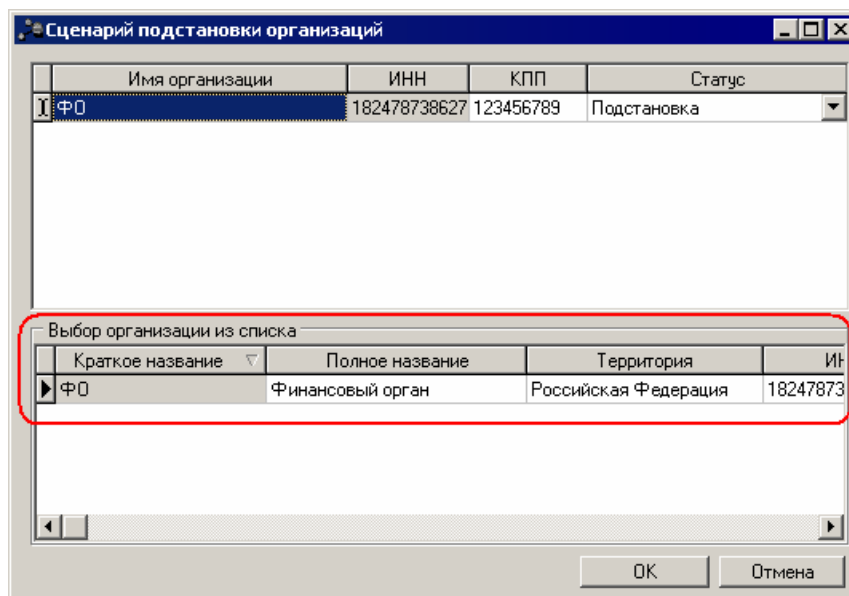 Сценарий подстановки организаций
Имя организации ИНН КПП Статус
ФО 182478738627 123456789 Подстановка
Выбор организации из списка
Краткое название Полное название Территория
ФО Финансовый орган Российская Федерация 18247873
OK Отмена